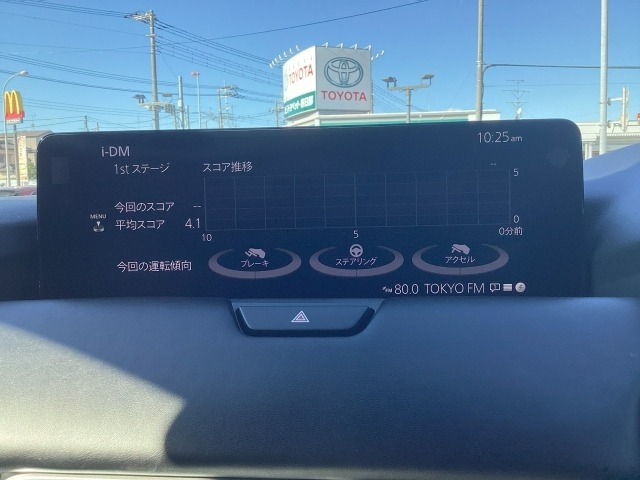 TOYOTA
TOYOTA
i-DM
10:25am
1stステージ
スコア推移
--
5
今回のスコア --
MENU
平均スコア 4.1
0
10
5
0分前
今回の運転傾向
ブレーキ
ステアリング
アクセル
FM 80.0 TOKYO FM